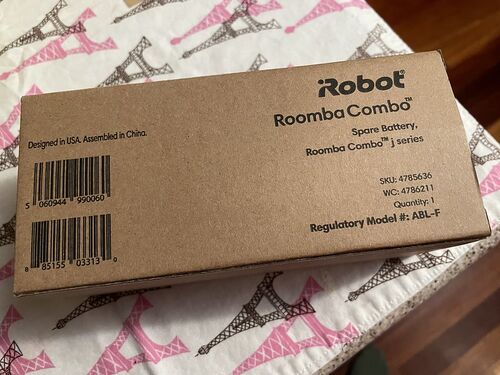 iRobot®
Roomba Combo™
Spare Battery,
Roomba Combo™ j series
Designed in USA. Assembled in China.
SKU: 4785636
WC: 4786211
Quantity: 1
Regulatory Model #: ABL-F
5 060944 990060
8 85155 03313 0